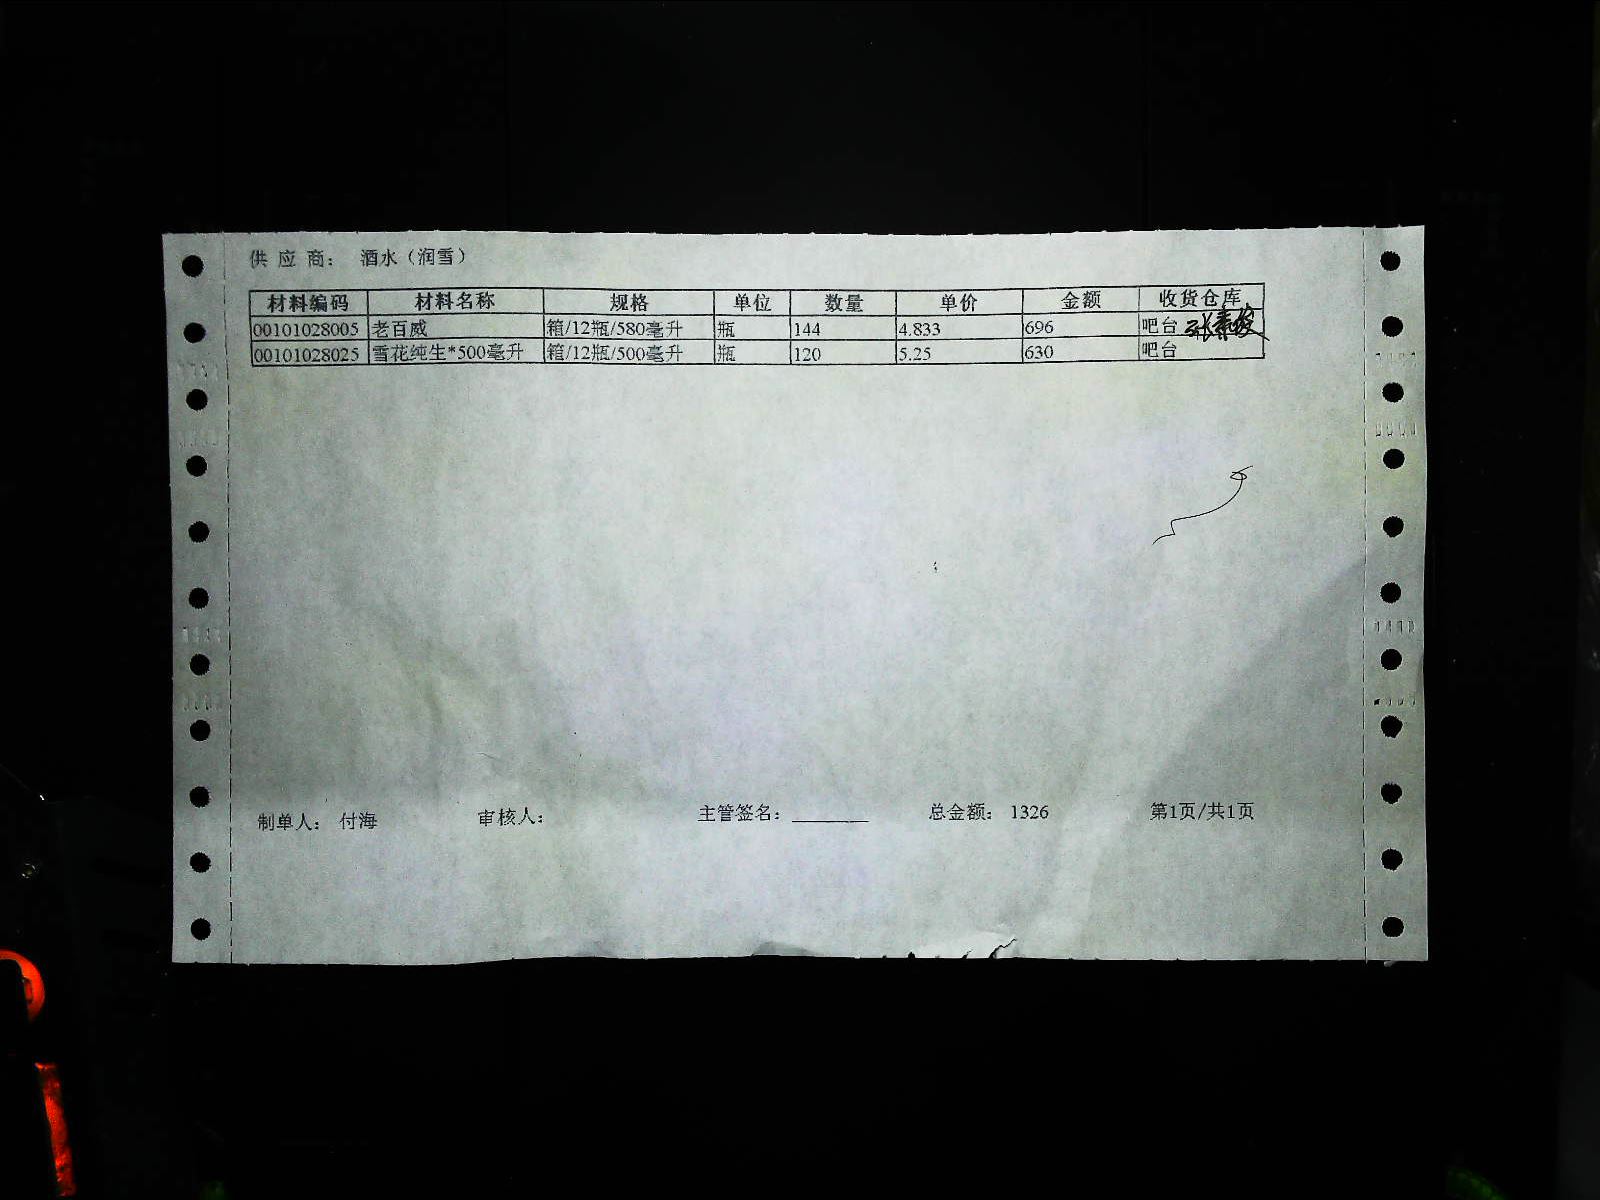 供 应 商： 酒水（润雪）
材料编码 材料名称 规格 单位 数量 单价 金额 收货仓库
00101028005 老百威 箱/12瓶/580毫升 瓶 144 4.833 696 吧台
00101028025 雪花纯生*500毫升 箱/12瓶/500毫升 瓶 120 5.25 630 吧台
制单人： 付海 审核人： 主管签名：_______ 总金额： 1326 第1页/共1页